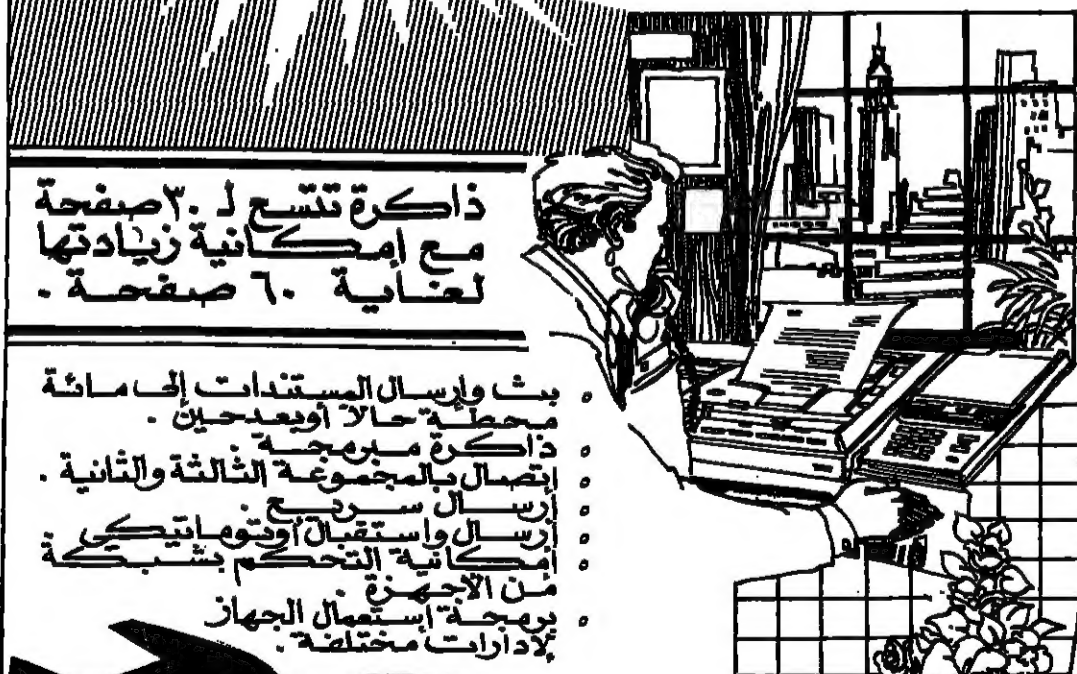 ذاكرة تتسع لـ ٣٠ صفحة
مع إمكانية زيادتها
لغاية ٦٠ صفحة .
• بث وإرسال المستندات إلى مائة
محطة حالاً أو بعد حين .
• ذاكرة مبرمجة .
• إتصال بالمجموعة الثالثة والثانية .
• إرسال سريع .
• إرسال واستقبال أوتوماتيكي
• أمكانية التحكم بشبكة
من الأجهزة
• برمجة إستعمال الجهاز
لإدارات مختلفة .